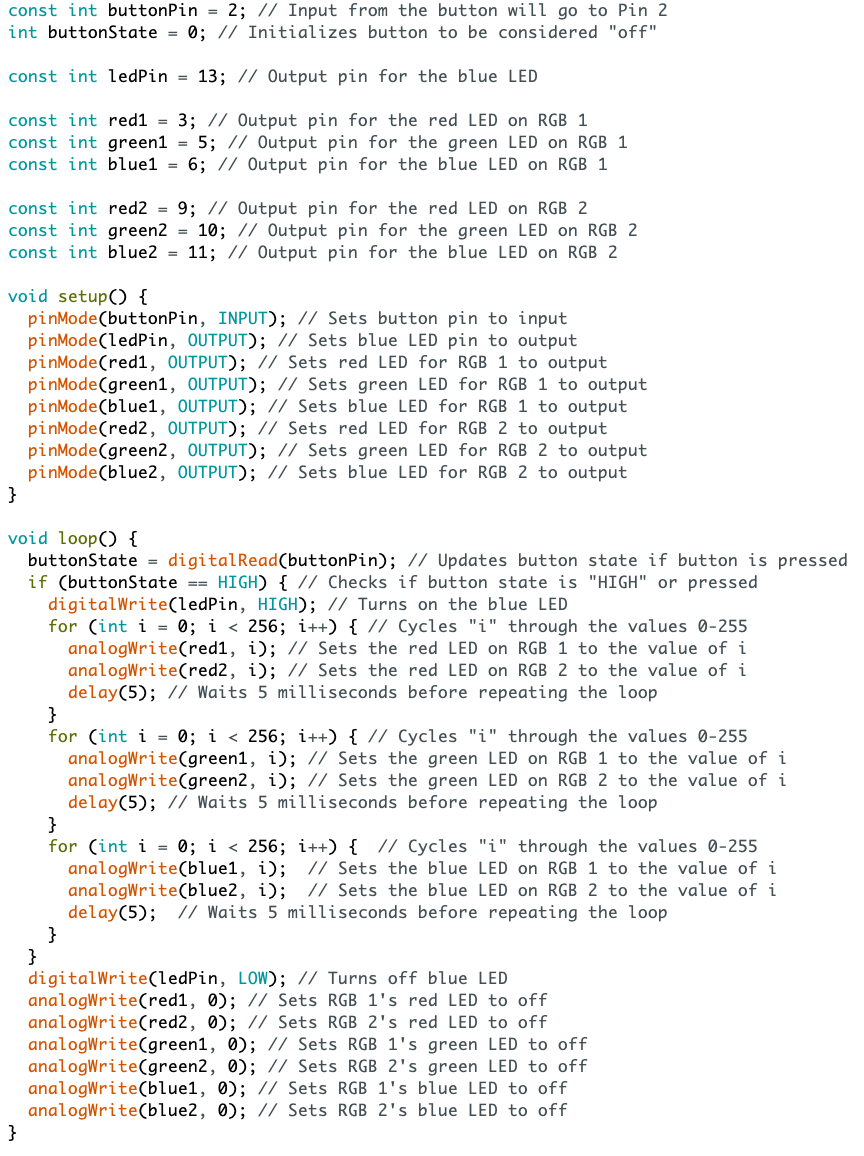 const int buttonPin = 2; // Input from the button will go to Pin 2
int buttonState = 0; // Initializes button to be considered "off"

const int ledPin = 13; // Output pin for the blue LED

const int red1 = 3; // Output pin for the red LED on RGB 1
const int green1 = 5; // Output pin for the green LED on RGB 1
const int blue1 = 6; // Output pin for the blue LED on RGB 1

const int red2 = 9; // Output pin for the red LED on RGB 2
const int green2 = 10; // Output pin for the green LED on RGB 2
const int blue2 = 11; // Output pin for the blue LED on RGB 2

void setup() {
  pinMode(buttonPin, INPUT); // Sets button pin to input
  pinMode(ledPin, OUTPUT); // Sets blue LED pin to output
  pinMode(red1, OUTPUT); // Sets red LED for RGB 1 to output
  pinMode(green1, OUTPUT); // Sets green LED for RGB 1 to output
  pinMode(blue1, OUTPUT); // Sets blue LED for RGB 1 to output
  pinMode(red2, OUTPUT); // Sets red LED for RGB 2 to output
  pinMode(green2, OUTPUT); // Sets green LED for RGB 2 to output
  pinMode(blue2, OUTPUT); // Sets blue LED for RGB 2 to output
}

void loop() {
  buttonState = digitalRead(buttonPin); // Updates button state if button is pressed
  if (buttonState == HIGH) { // Checks if button state is "HIGH" or pressed
    digitalWrite(ledPin, HIGH); // Turns on the blue LED
    for (int i = 0; i < 256; i++) { // Cycles "i" through the values 0-255
      analogWrite(red1, i); // Sets the red LED on RGB 1 to the value of i
      analogWrite(red2, i); // Sets the red LED on RGB 2 to the value of i
      delay(5); // Waits 5 milliseconds before repeating the loop
    }
    for (int i = 0; i < 256; i++) { // Cycles "i" through the values 0-255
      analogWrite(green1, i); // Sets the green LED on RGB 1 to the value of i
      analogWrite(green2, i); // Sets the green LED on RGB 2 to the value of i
      delay(5); // Waits 5 milliseconds before repeating the loop
    }
    for (int i = 0; i < 256; i++) {  // Cycles "i" through the values 0-255
      analogWrite(blue1, i);  // Sets the blue LED on RGB 1 to the value of i
      analogWrite(blue2, i);  // Sets the blue LED on RGB 2 to the value of i
      delay(5);  // Waits 5 milliseconds before repeating the loop
    }
  }
  digitalWrite(ledPin, LOW); // Turns off blue LED
  analogWrite(red1, 0); // Sets RGB 1's red LED to off
  analogWrite(red2, 0); // Sets RGB 2's red LED to off
  analogWrite(green1, 0); // Sets RGB 1's green LED to off
  analogWrite(green2, 0); // Sets RGB 2's green LED to off
  analogWrite(blue1, 0); // Sets RGB 1's blue LED to off
  analogWrite(blue2, 0); // Sets RGB 2's blue LED to off
}